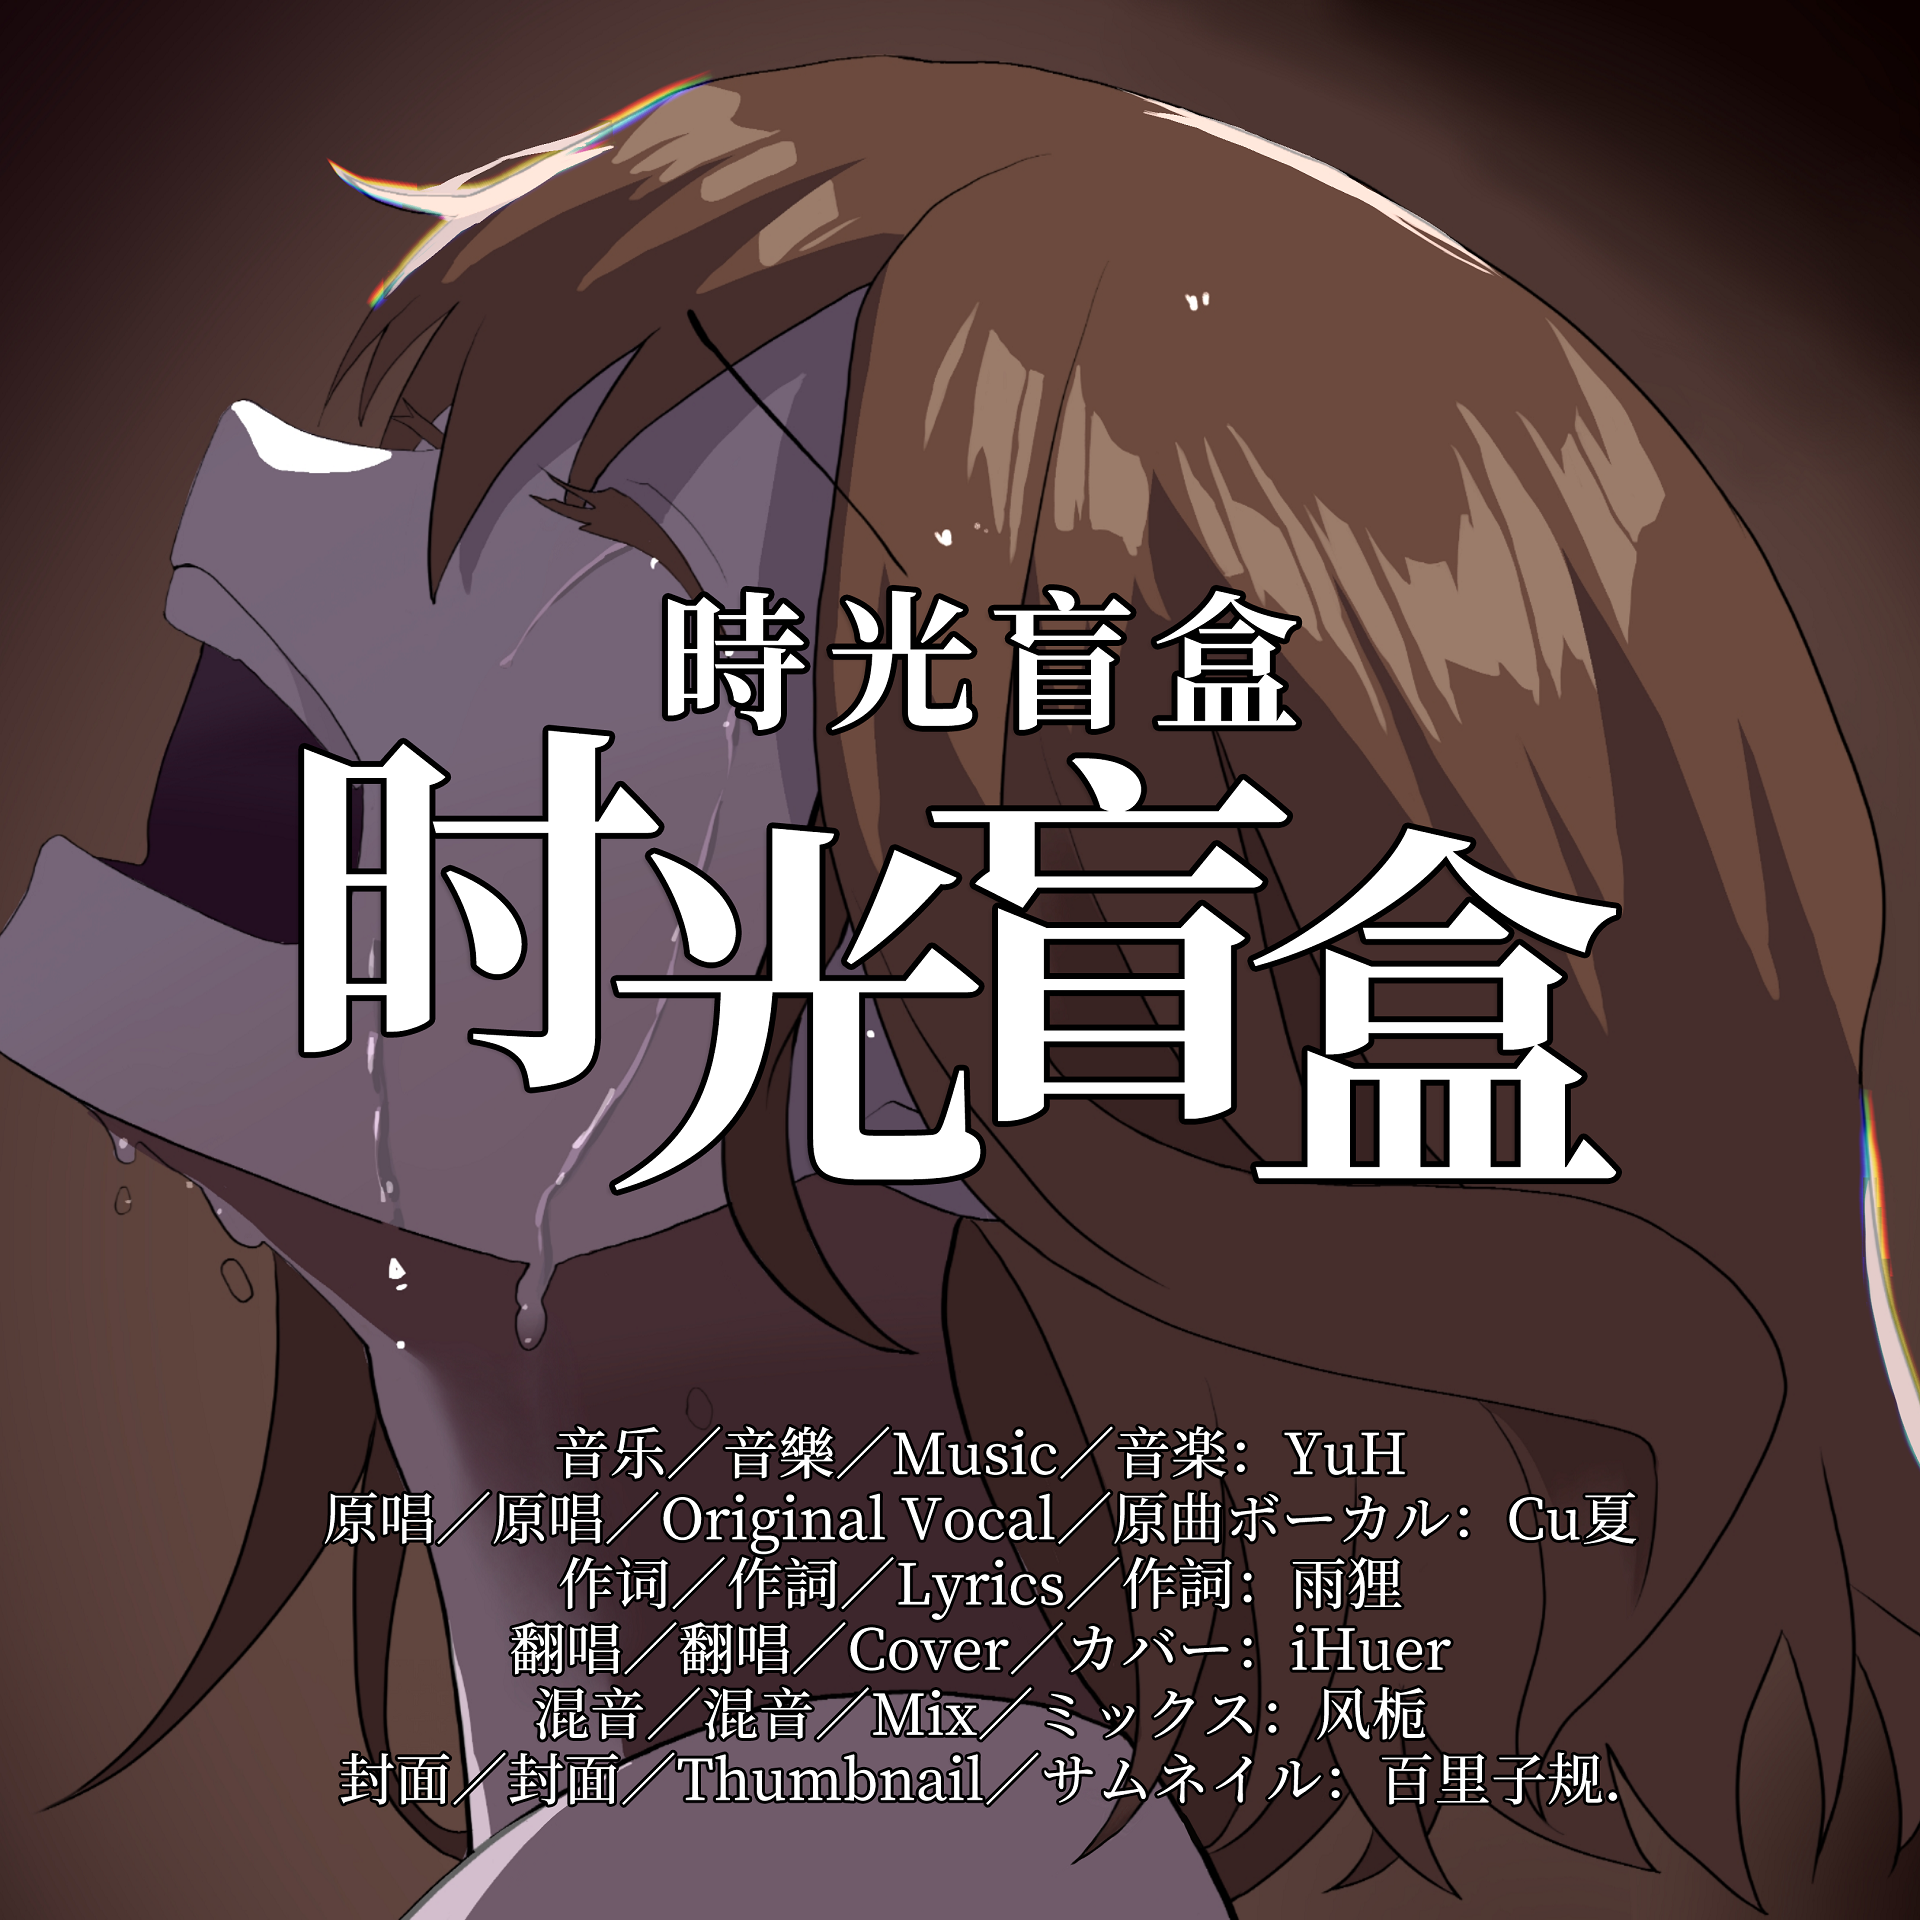 時光盲盒
时光盲盒
音乐／音樂／Music／音楽：YuH
原唱／原唱／Original Vocal／原曲ボーカル：Cu夏
作词／作詞／Lyrics／作詞：雨狸
翻唱／翻唱／Cover／カバー：iHuer
混音／混音／Mix／ミックス：风栀
封面／封面／Thumbnail／サムネイル：百里子规.